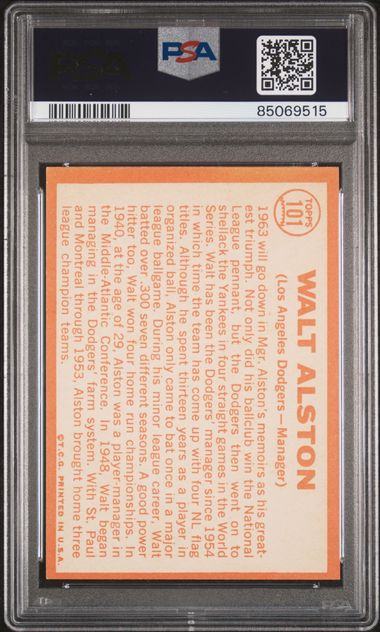 PSA
PSA
85069515
TOPPS
101
WALT ALSTON
(Los Angeles Dodgers—Manager)
1963 will go down in Mgr. Alston's memoirs as his great-
est triumph. Not only did his ballclub win the National
League pennant, but the Dodgers then went on to
shellack the Yankees in four straight games in the World
Series. Walt has been the Dodgers' manager since 1954
in which time the team has come up with four NL flag
titles. Although he spent thirteen years as a player in
organized ball, Alston only came to bat once in a major
league ballgame. During his minor league career, Walt
batted over .300 seven different seasons. A good power
hitter too, Walt won four home run championships. In
1940, at the age of 29, Alston was a player-manager in
the Middle-Atlantic Conference. In 1948, Walt began
managing in the Dodgers' farm system. With St. Paul
and Montreal through 1953, Alston brought home three
league champion teams.
©T.C.G. PRINTED IN U.S.A.